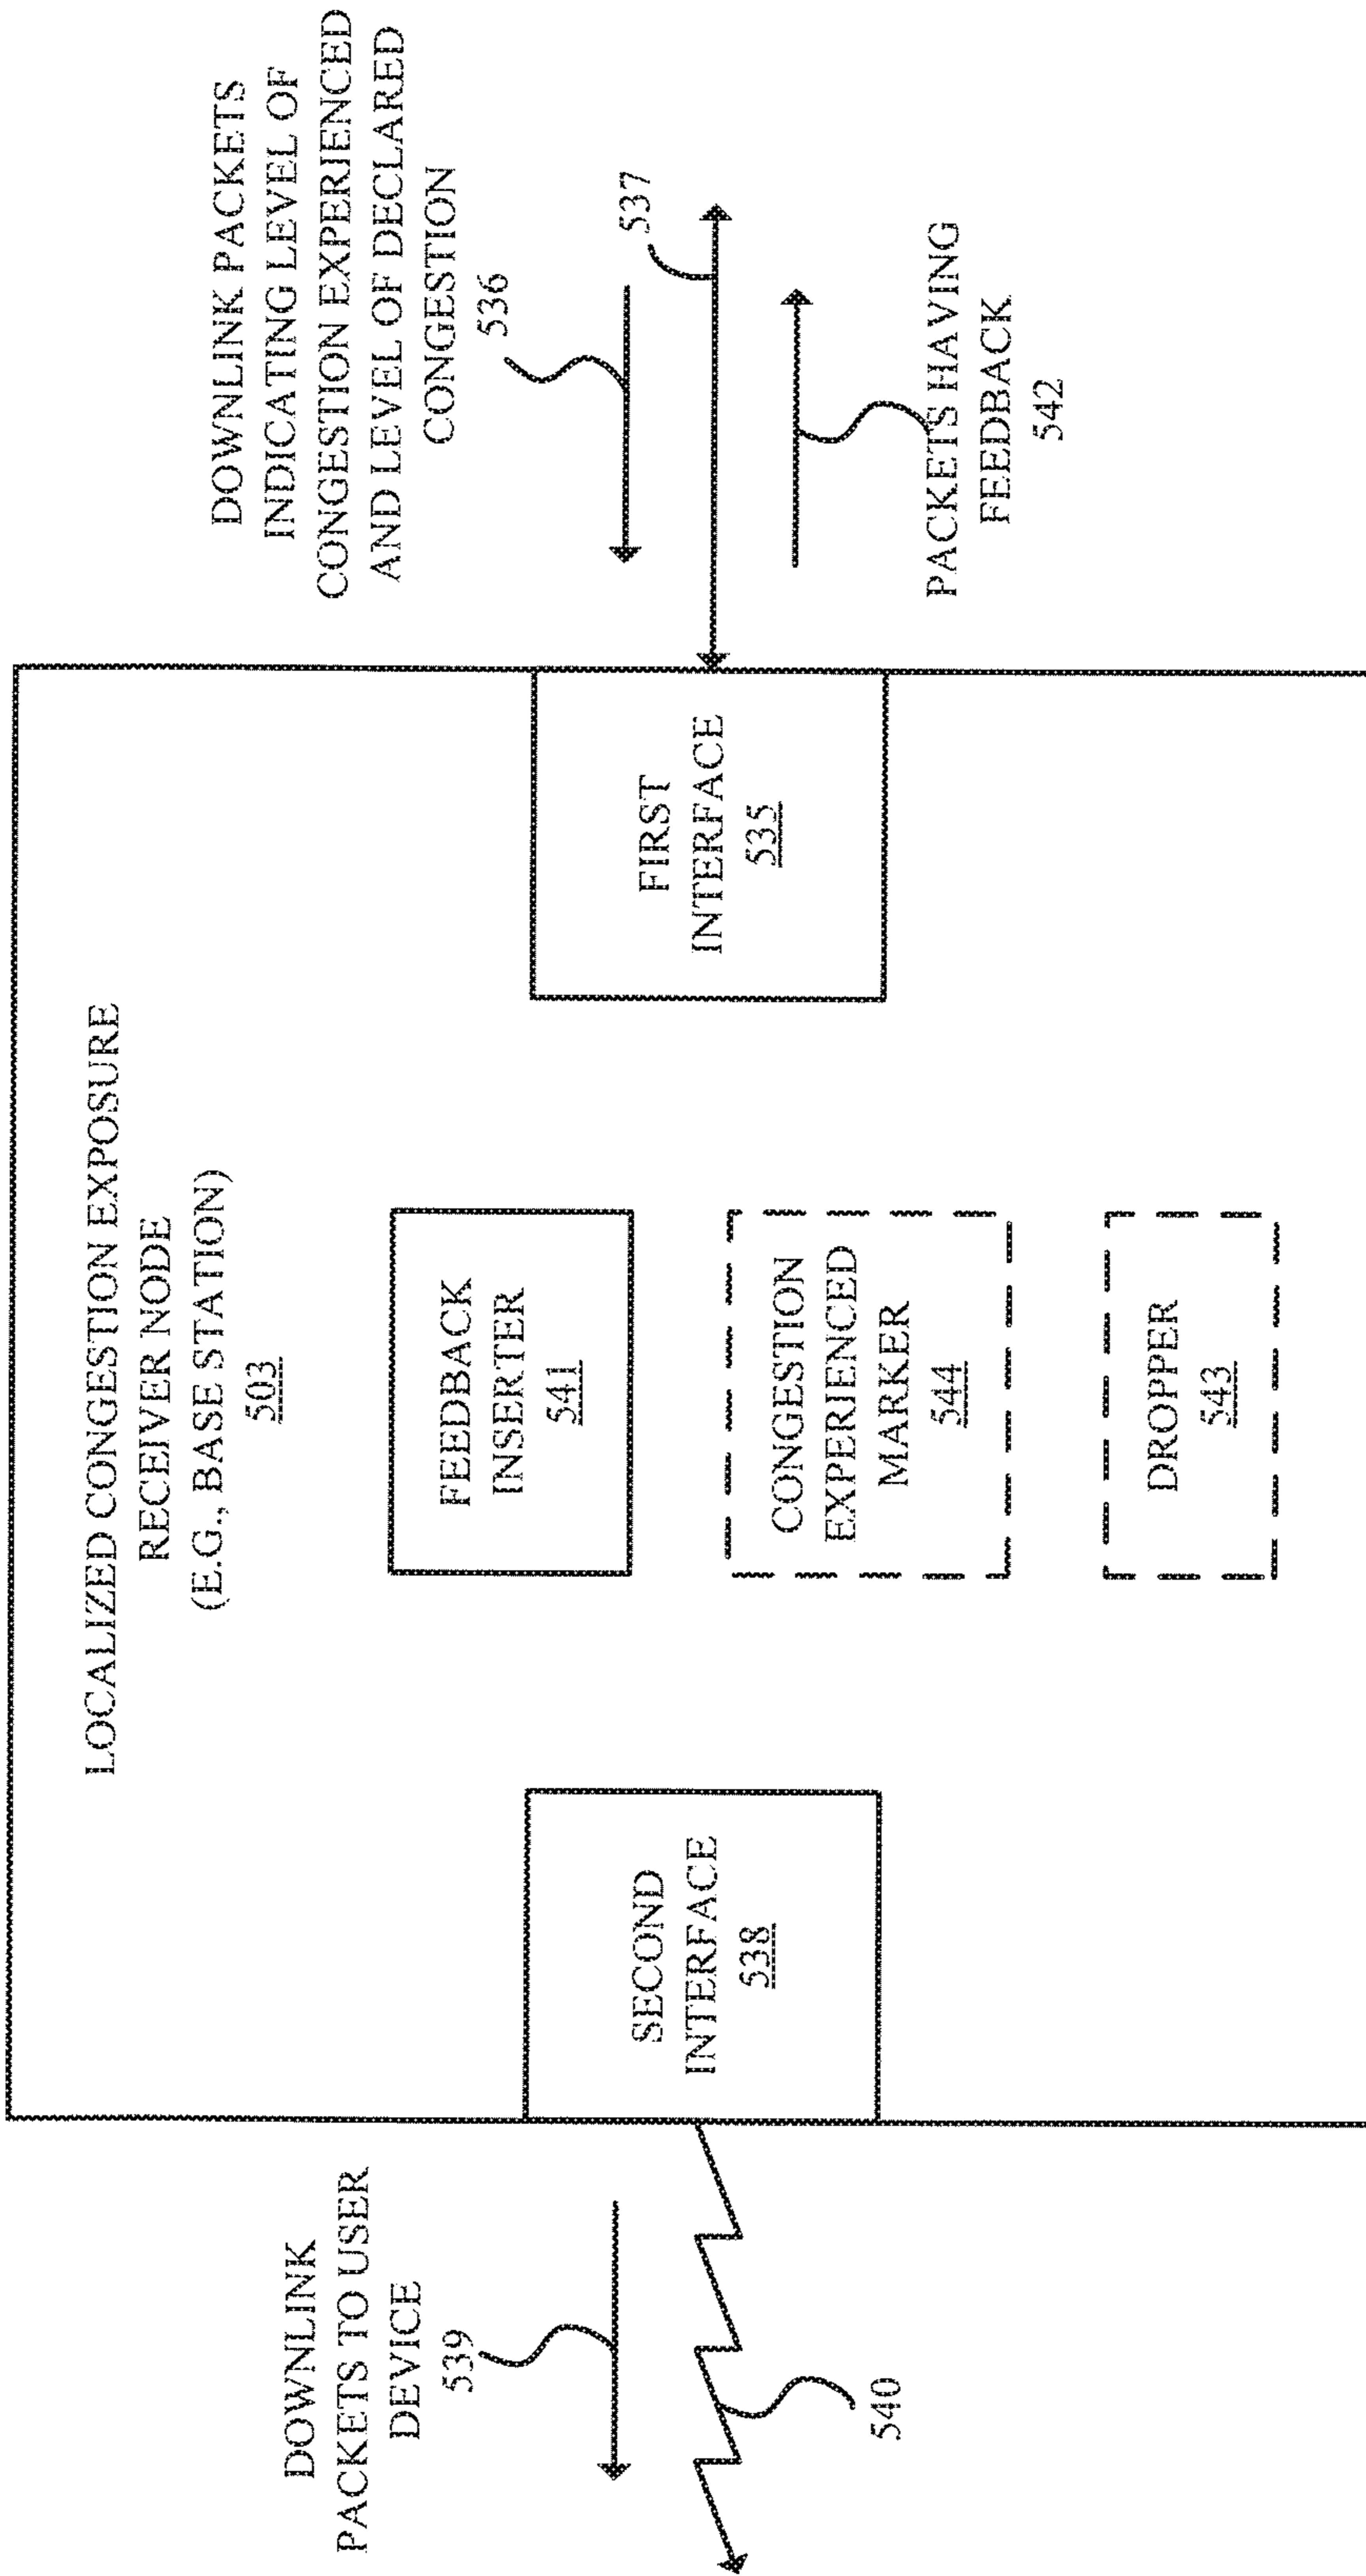 LOCALIZED CONGESTION EXPOSURE
RECEIVER NODE
(E.G., BASE STATION)
503
DOWNLINK
PACKETS TO USER
DEVICE
539
540
SECOND
INTERFACE
538
FEEDBACK
INSERTER
541
CONGESTION
EXPERIENCED
MARKER
544
DROPPER
543
FIRST
INTERFACE
535
DOWNLINK PACKETS
INDICATING LEVEL OF
CONGESTION EXPERIENCED
AND LEVEL OF DECLARED
CONGESTION
536
537
PACKETS HAVING
FEEDBACK
542